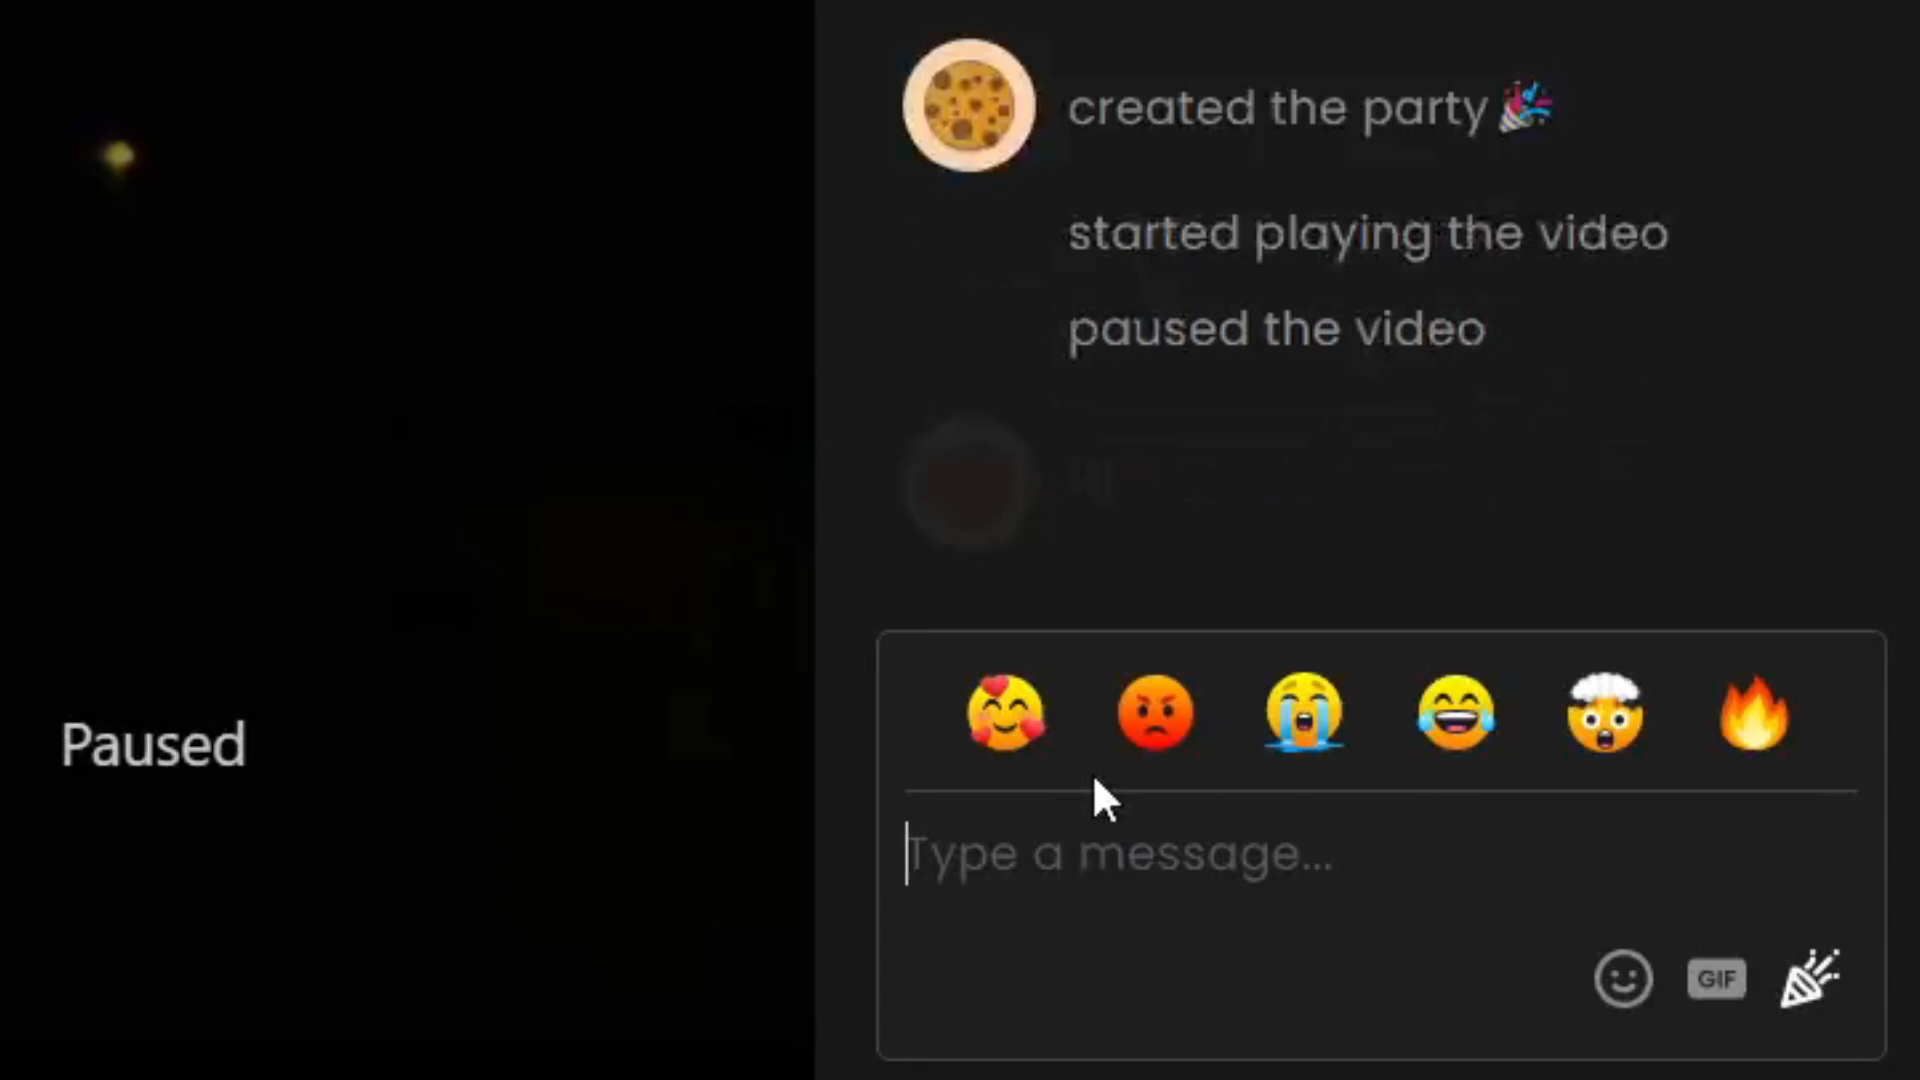 created the party
started playing the video
paused the video
Paused
Type a message...
GIF